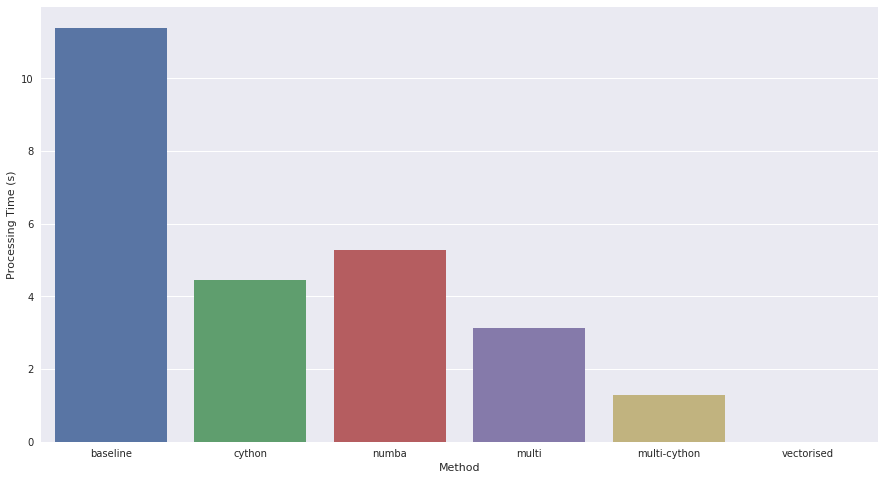 Processing Time (s)
10
8
6
4
2
0
baseline cython numba multi multi-cython vectorised
Method